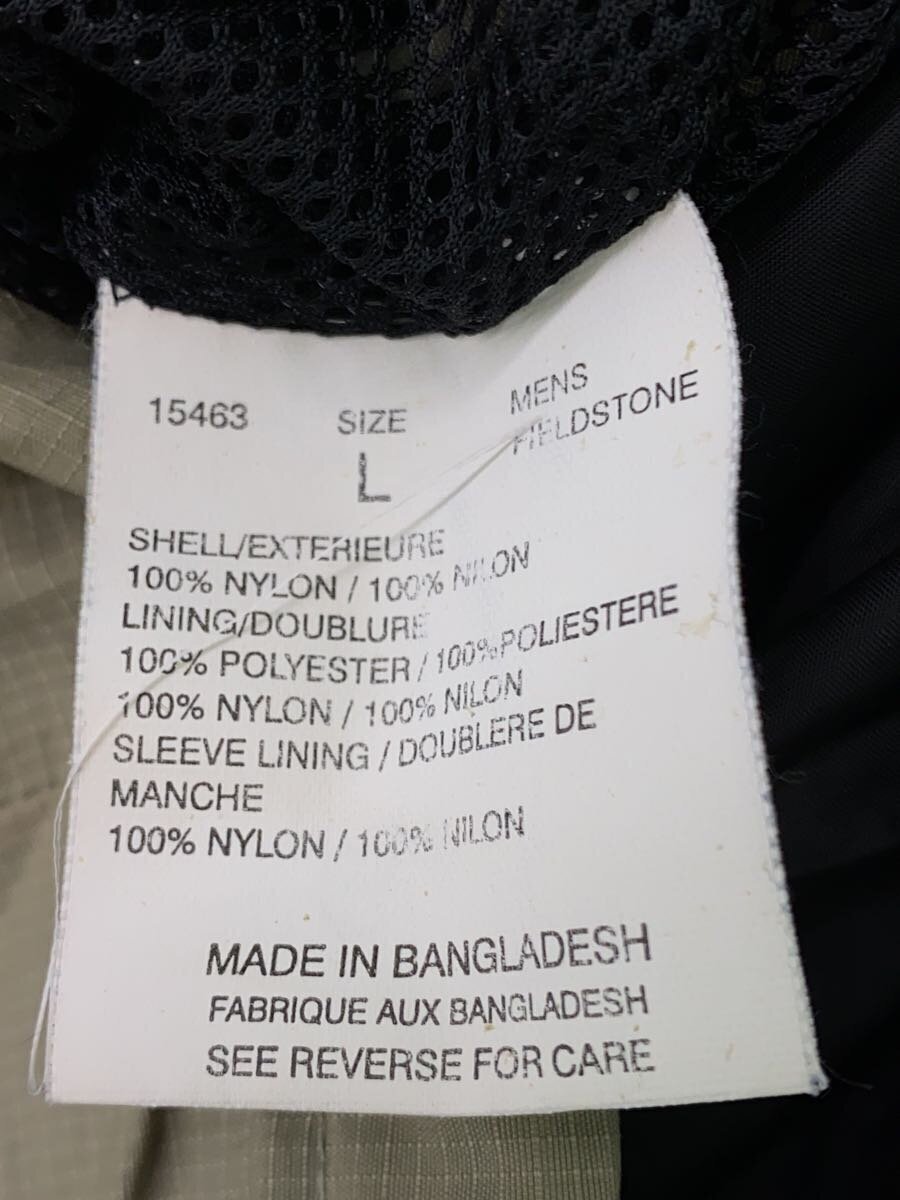 15463 SIZE MENS
L FIELDSTONE
SHELL/EXTERIEURE
100% NYLON / 100% NILON
LINING/DOUBLURE
100% POLYESTER / 100% POLIESTERE
100% NYLON / 100% NILON
SLEEVE LINING / DOUBLERE DE
MANCHE
100% NYLON / 100% NILON
MADE IN BANGLADESH
FABRIQUE AUX BANGLADESH
SEE REVERSE FOR CARE